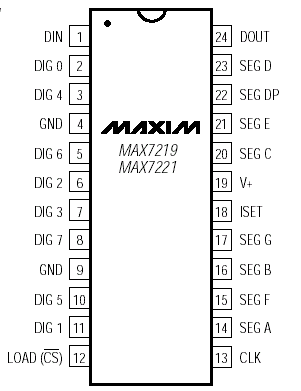 DIN 1 24 DOUT
DIG 0 2 23 SEG D
DIG 4 3 22 SEG DP
GND 4 MAXIM 21 SEG E
DIG 6 5 MAX7219 20 SEG C
MAX7221
DIG 2 6 19 V+
DIG 3 7 18 ISET
DIG 7 8 17 SEG G
GND 9 16 SEG B
DIG 5 10 15 SEG F
DIG 1 11 14 SEG A
LOAD (C̅S̅) 12 13 CLK